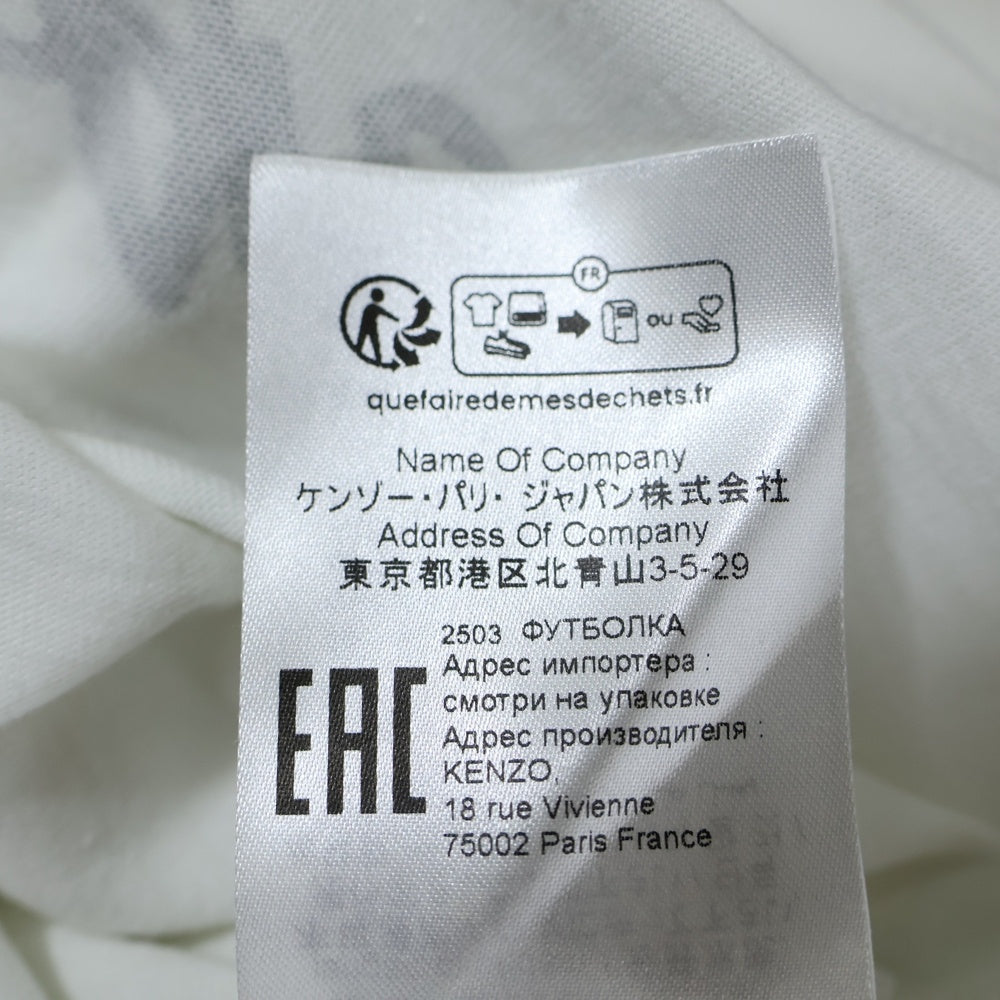 FR
ou
quefairedemesdechets.fr
Name Of Company
ケンゾー・パリ・ジャパン株式会社
Address Of Company
東京都港区北青山3-5-29
2503 ФУТБОЛКА
Адрес импортера :
смотри на упаковке
Адрес производителя :
KENZO,
18 rue Vivienne
75002 Paris France
EAC